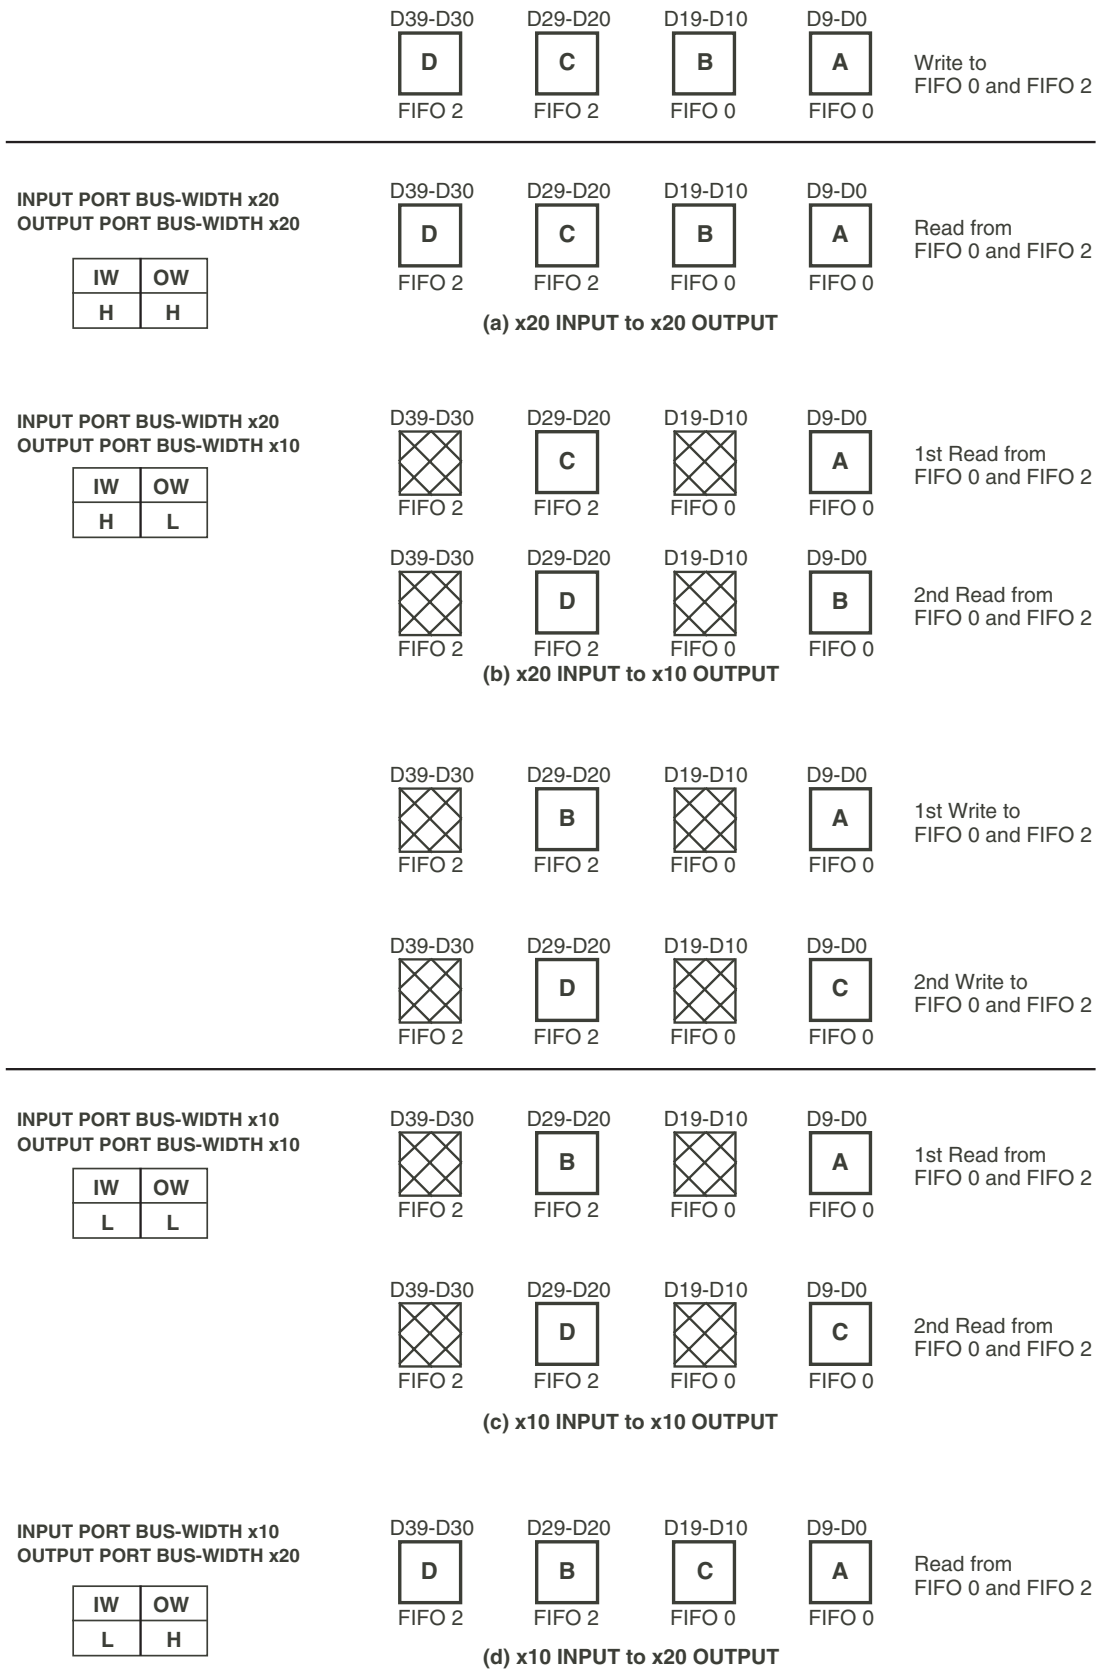 D39-D30 D29-D20 D19-D10 D9-D0
D C B A
Write to
FIFO 0 and FIFO 2
FIFO 2 FIFO 2 FIFO 0 FIFO 0
INPUT PORT BUS-WIDTH x20
OUTPUT PORT BUS-WIDTH x20
IW OW
H H
D39-D30 D29-D20 D19-D10 D9-D0
D C B A
Read from
FIFO 0 and FIFO 2
FIFO 2 FIFO 2 FIFO 0 FIFO 0
(a) x20 INPUT to x20 OUTPUT
INPUT PORT BUS-WIDTH x20
OUTPUT PORT BUS-WIDTH x10
IW OW
H L
D39-D30 D29-D20 D19-D10 D9-D0
C A
1st Read from
FIFO 0 and FIFO 2
FIFO 2 FIFO 2 FIFO 0 FIFO 0
D39-D30 D29-D20 D19-D10 D9-D0
D B
2nd Read from
FIFO 0 and FIFO 2
FIFO 2 FIFO 2 FIFO 0 FIFO 0
(b) x20 INPUT to x10 OUTPUT
D39-D30 D29-D20 D19-D10 D9-D0
B A
1st Write to
FIFO 0 and FIFO 2
FIFO 2 FIFO 2 FIFO 0 FIFO 0
D39-D30 D29-D20 D19-D10 D9-D0
D C
2nd Write to
FIFO 0 and FIFO 2
FIFO 2 FIFO 2 FIFO 0 FIFO 0
INPUT PORT BUS-WIDTH x10
OUTPUT PORT BUS-WIDTH x10
IW OW
L L
D39-D30 D29-D20 D19-D10 D9-D0
B A
1st Read from
FIFO 0 and FIFO 2
FIFO 2 FIFO 2 FIFO 0 FIFO 0
D39-D30 D29-D20 D19-D10 D9-D0
D C
2nd Read from
FIFO 0 and FIFO 2
FIFO 2 FIFO 2 FIFO 0 FIFO 0
(c) x10 INPUT to x10 OUTPUT
INPUT PORT BUS-WIDTH x10
OUTPUT PORT BUS-WIDTH x20
IW OW
L H
D39-D30 D29-D20 D19-D10 D9-D0
D B C A
Read from
FIFO 0 and FIFO 2
FIFO 2 FIFO 2 FIFO 0 FIFO 0
(d) x10 INPUT to x20 OUTPUT